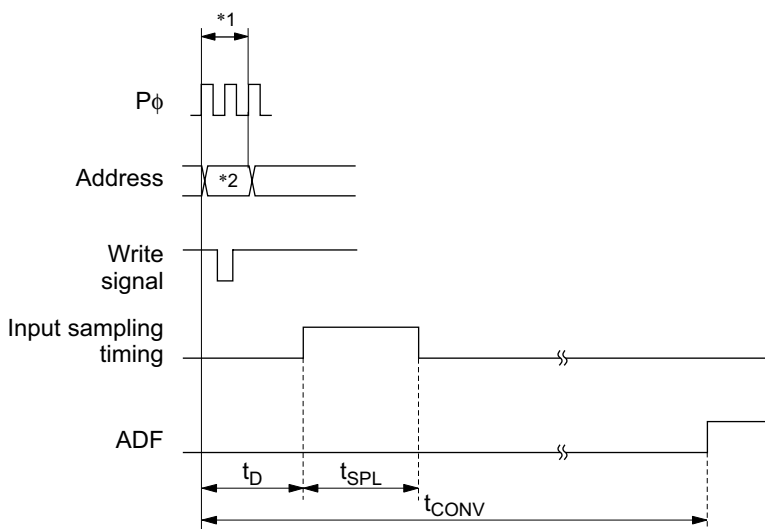 *1
Pϕ
Address
*2
Write
signal
Input sampling
timing
ADF
tD
tSPL
tCONV